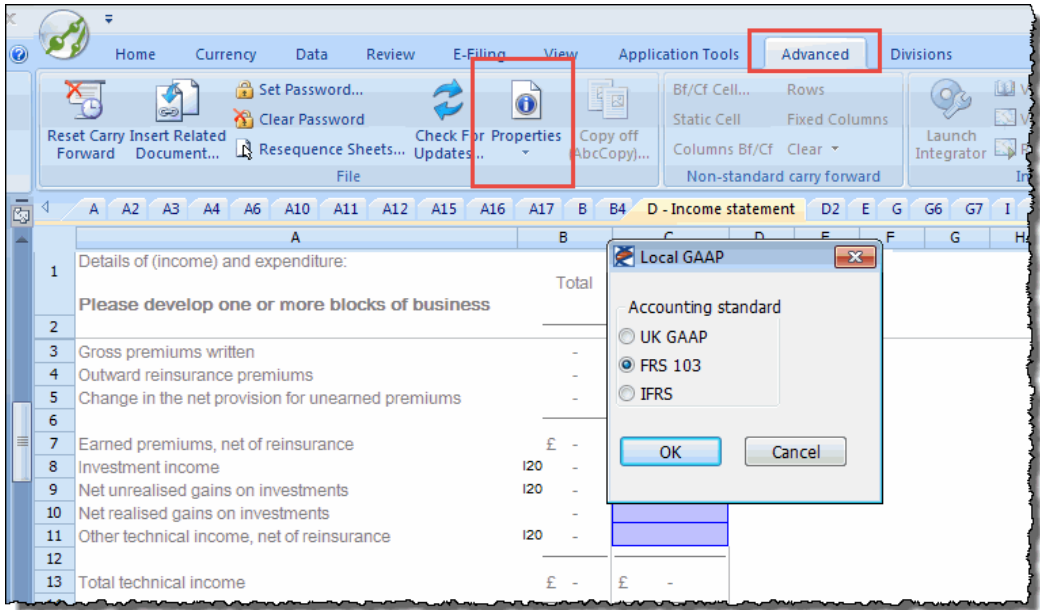 Home Currency Data Review E-Filing View Application Tools Advanced Divisions
Reset Carry Forward
Insert Related Document...
Set Password...
Clear Password
Resequence Sheets...
Check For Updates...
Properties
Copy off (AbcCopy)...
File
Bf/Cf Cell... Rows
Static Cell Fixed Columns
Columns Bf/Cf Clear
Non-standard carry forward
Launch Integrator
A A2 A3 A4 A6 A10 A11 A12 A15 A16 A17 B B4 D - Income statement D2 E G G6 G7 I
A B C D E F G
1 Details of (income) and expenditure:
Total
Please develop one or more blocks of business
2
3 Gross premiums written -
4 Outward reinsurance premiums -
5 Change in the net provision for unearned premiums -
6
7 Earned premiums, net of reinsurance £ -
8 Investment income I20 -
9 Net unrealised gains on investments I20 -
10 Net realised gains on investments -
11 Other technical income, net of reinsurance I20 -
12
13 Total technical income £ - £ -
Local GAAP
Accounting standard
UK GAAP
FRS 103
IFRS
OK Cancel